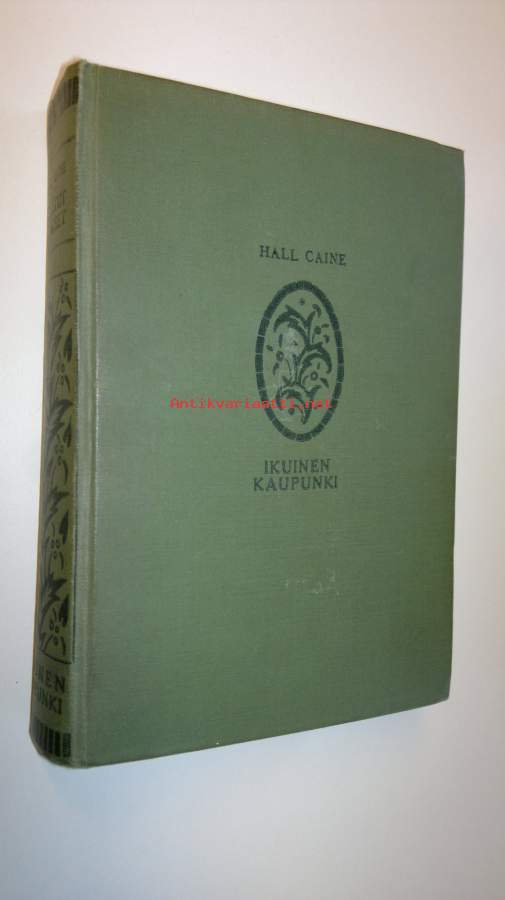 HALL CAINE
Antikvariaatti.net
IKUINEN
KAUPUNKI